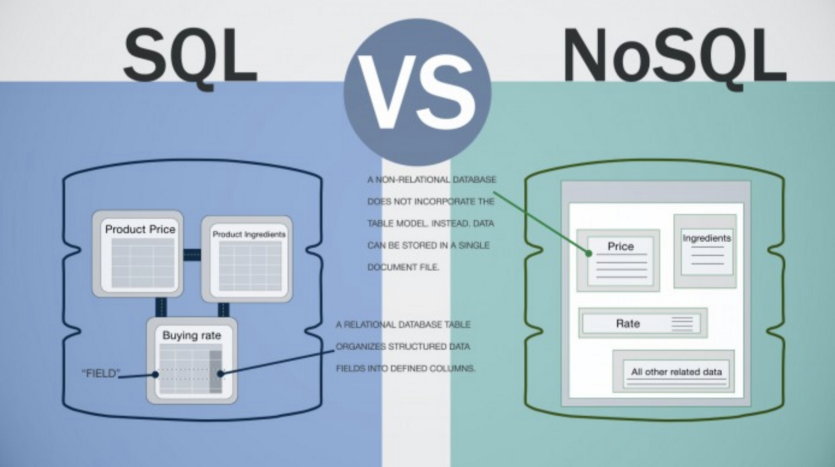 SQL
VS
NoSQL
A NON-RELATIONAL DATABASE
DOES NOT INCORPORATE THE
TABLE MODEL. INSTEAD, DATA
CAN BE STORED IN A SINGLE
DOCUMENT FILE.
Product Price
Product Ingredients
Buying rate
"FIELD"
A RELATIONAL DATABASE TABLE
ORGANIZES STRUCTURED DATA
FIELDS INTO DEFINED COLUMNS.
Price
Ingredients
Rate
All other related data